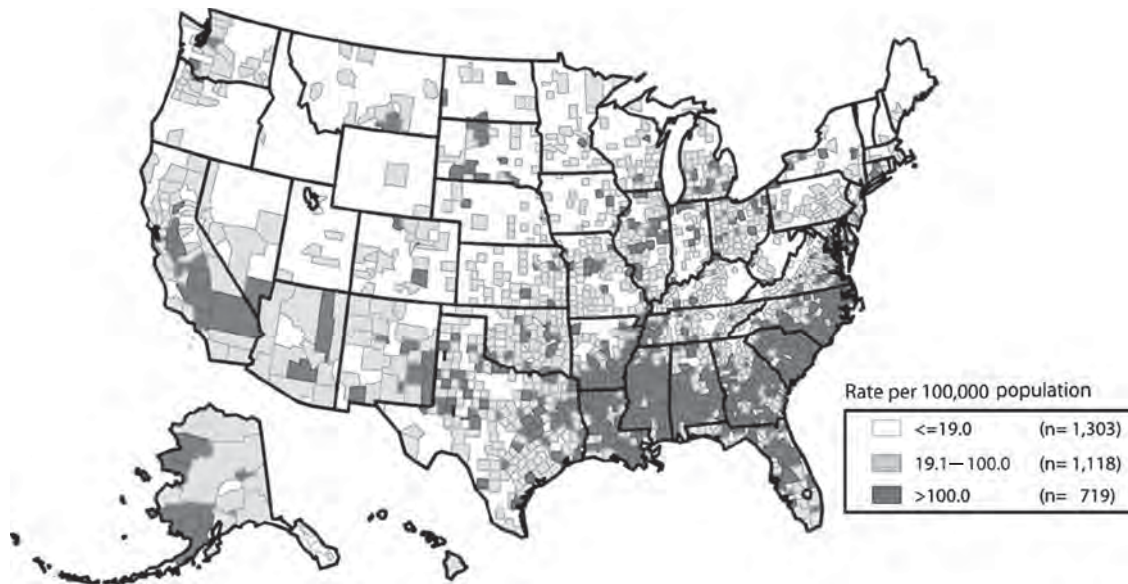 Rate per 100,000 population
<=19.0 (n= 1,303)
19.1–100.0 (n= 1,118)
>100.0 (n= 719)